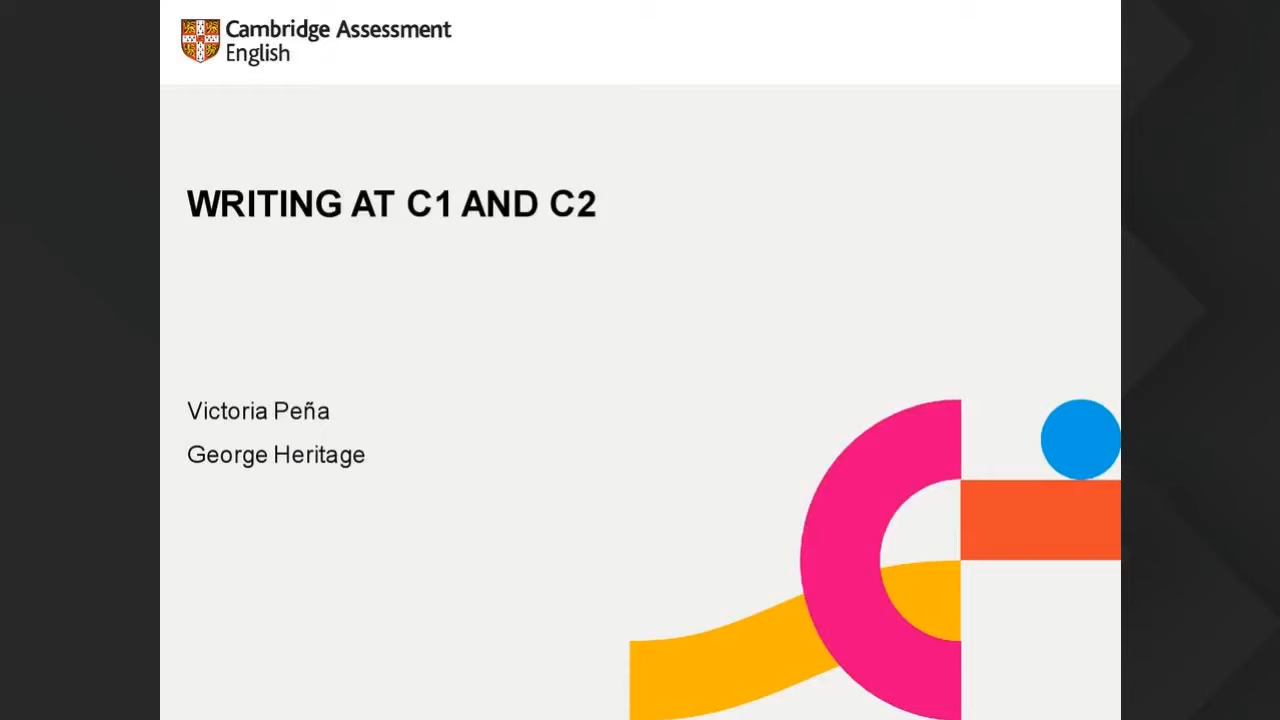 Cambridge Assessment
English
WRITING AT C1 AND C2
Victoria Peña
George Heritage